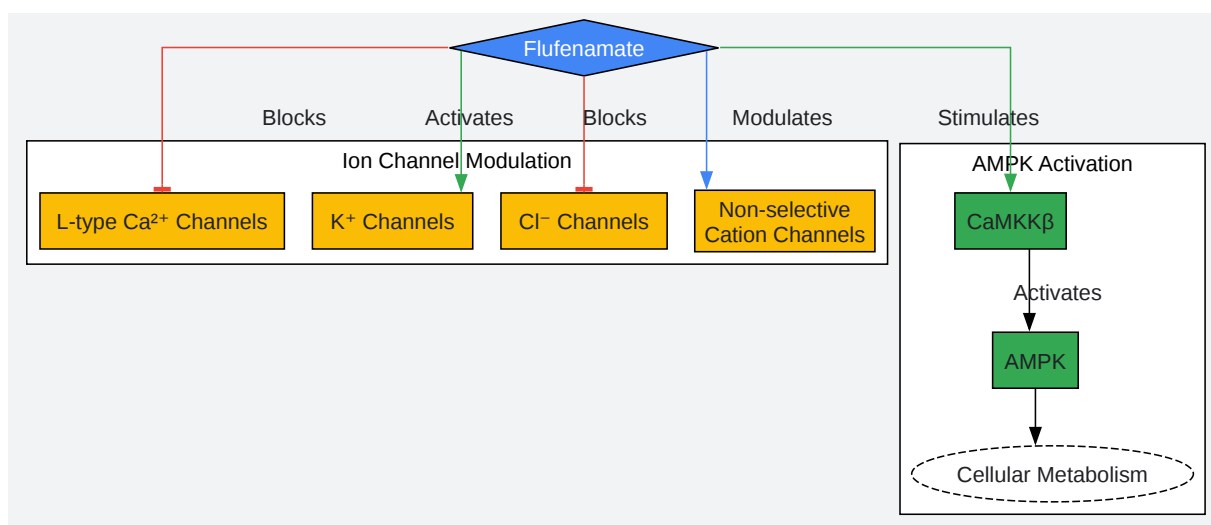 Flufenamate
Blocks
Activates
Blocks
Modulates
Stimulates
Ion Channel Modulation
AMPK Activation
L-type Ca²⁺ Channels
K⁺ Channels
Cl⁻ Channels
Non-selective
Cation Channels
CaMKKβ
Activates
AMPK
Cellular Metabolism